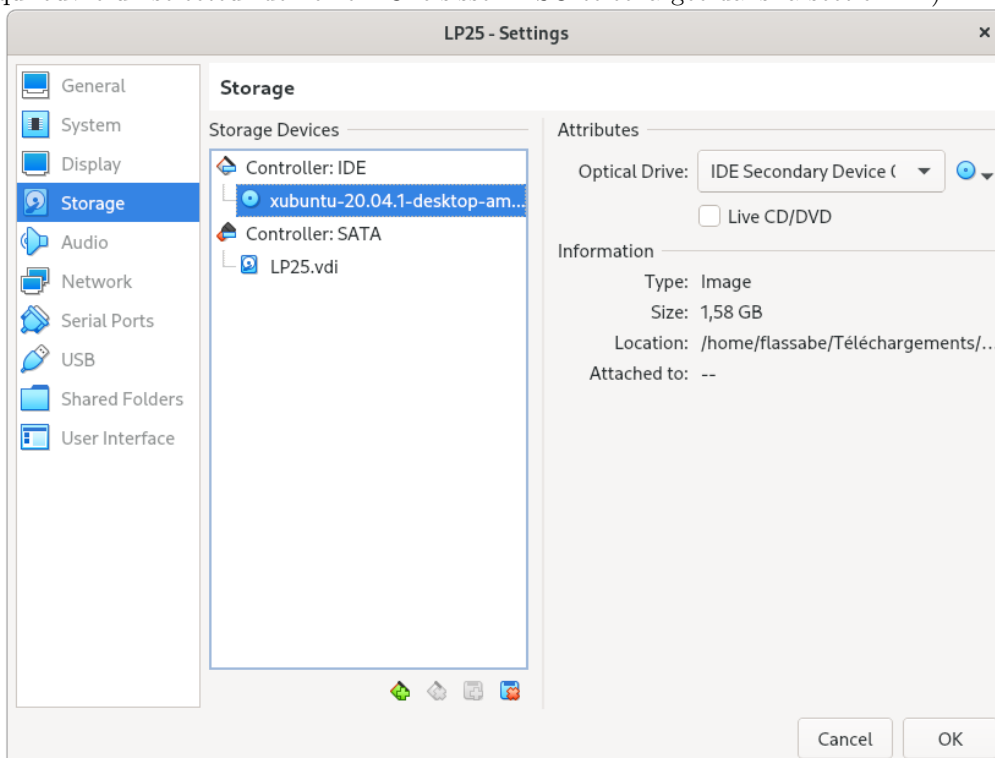 LP25 - Settings
×
General
System
Display
Storage
Audio
Network
Serial Ports
USB
Shared Folders
User Interface
Storage
Storage Devices
Controller: IDE
xubuntu-20.04.1-desktop-am...
Controller: SATA
LP25.vdi
Attributes
Optical Drive: IDE Secondary Device (
Live CD/DVD
Information
Type: Image
Size: 1,58 GB
Location: /home/flassabe/Téléchargements/...
Attached to: --
Cancel
OK